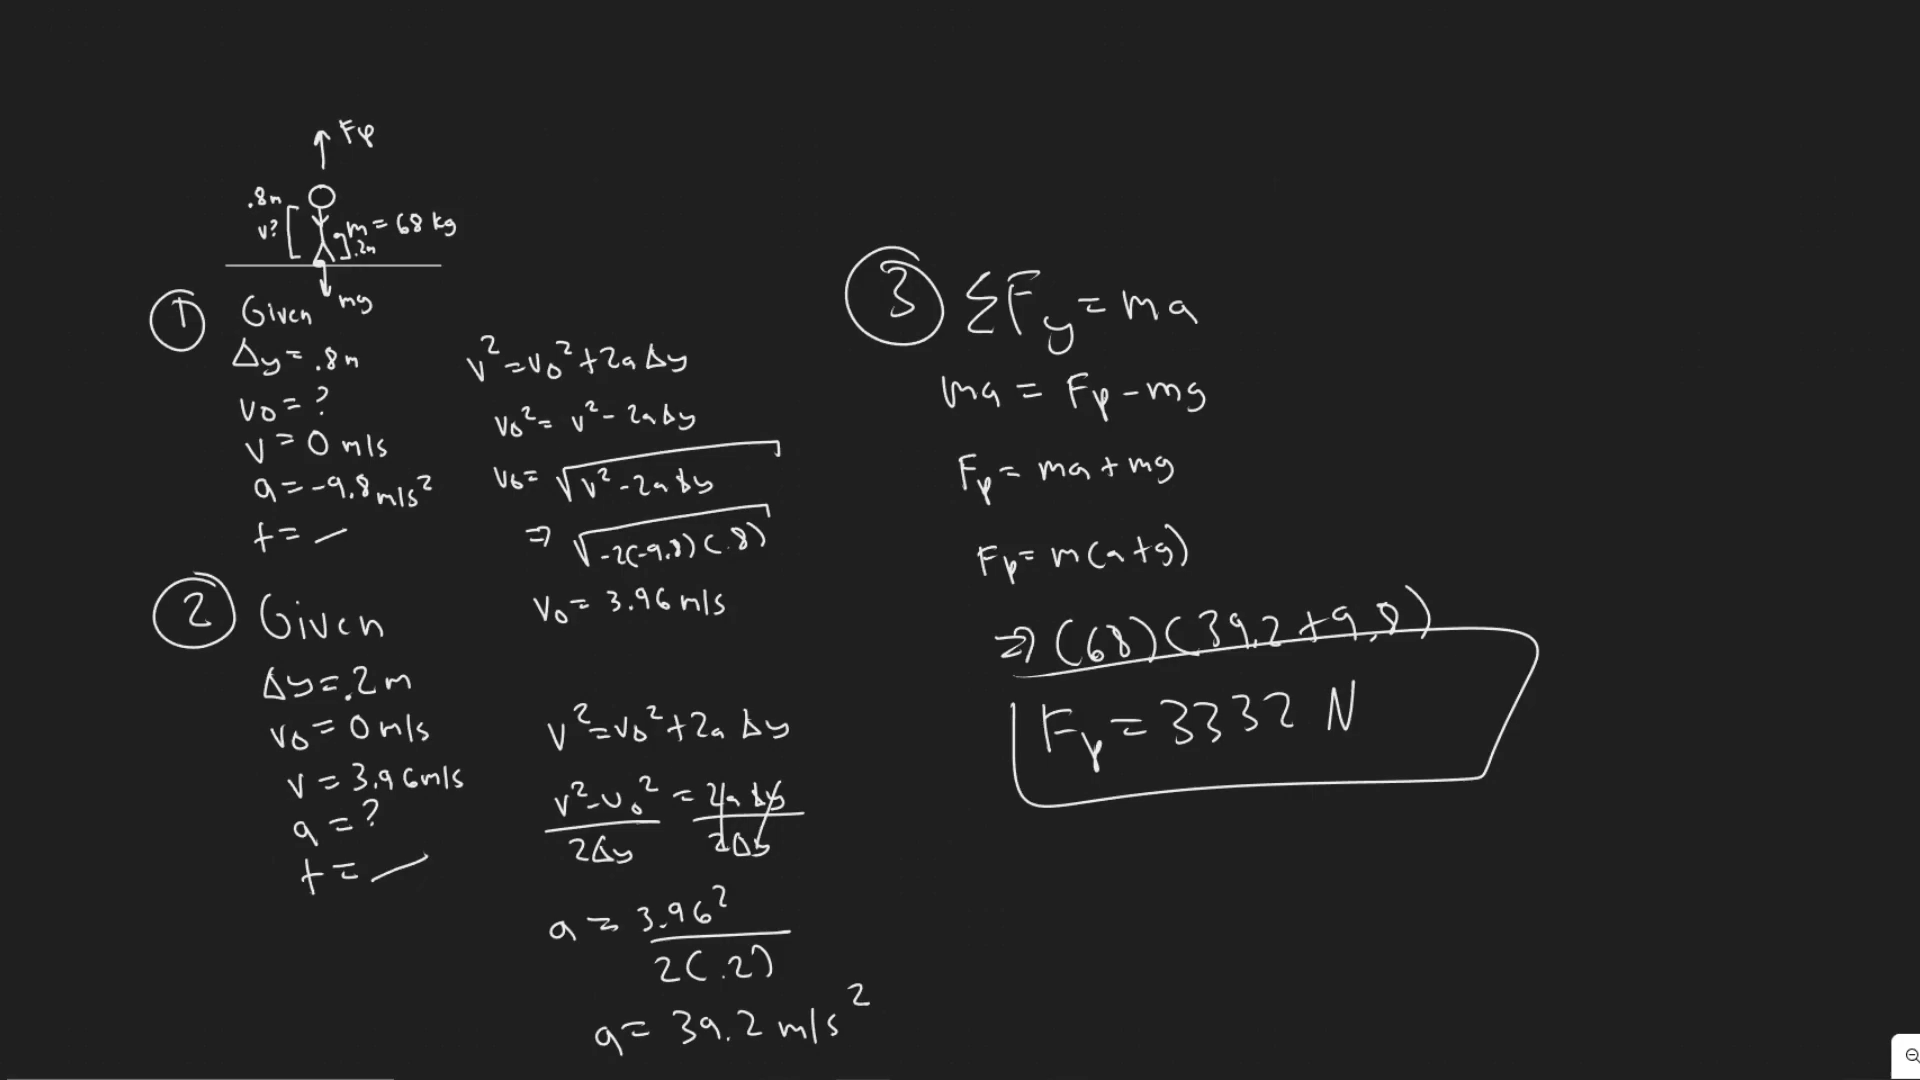 Fp
.8m
v?
m = 68 kg
.2m
mg
① Given
Δy = .8m
v₀ = ?
v = 0 m/s
a = -9.8 m/s²
t = —
v² = v₀² + 2aΔy
v₀² = v² - 2aΔy
v₀ = √v² - 2aΔy
⇒ √-2(-9.8)(.8)
v₀ = 3.96 m/s
② Given
Δy = .2m
v₀ = 0 m/s
v = 3.96 m/s
a = ?
t = —
v² = v₀² + 2aΔy
v² - v₀² = 2aΔy
2Δy 2Δy
a = 3.96²
2(.2)
a = 39.2 m/s²
③ ΣFy = ma
ma = Fp - mg
Fp = ma + mg
Fp = m(a + g)
⇒ (68)(39.2 + 9.8)
Fp = 3332 N